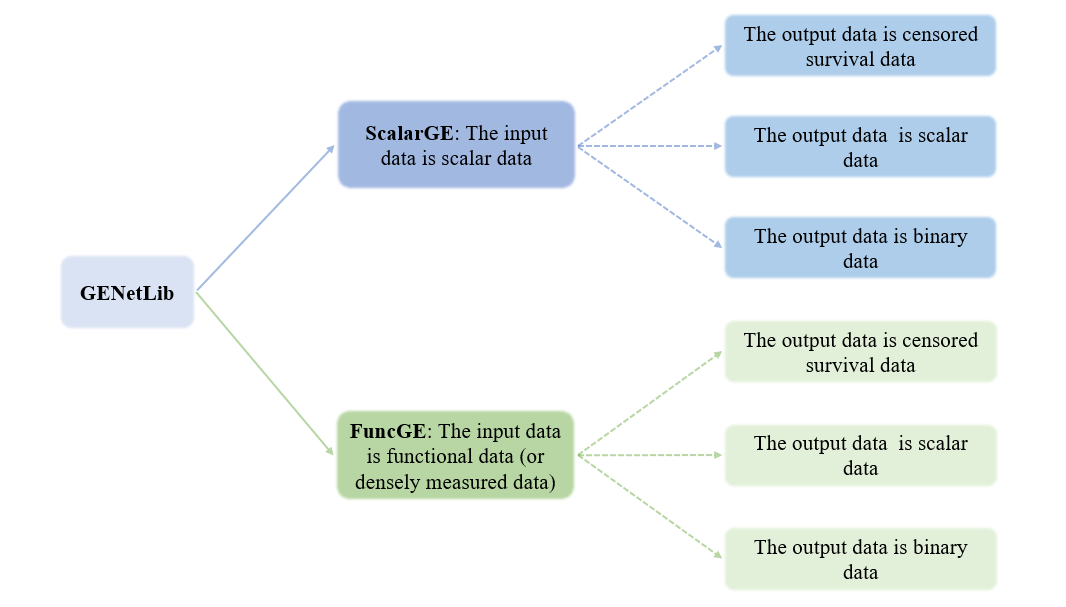 GENetLib
ScalarGE: The input
data is scalar data
The output data is censored
survival data
The output data  is scalar
data
The output data is binary
data
FuncGE: The input data
is functional data (or
densely measured data)
The output data is censored
survival data
The output data  is scalar
data
The output data is binary
data